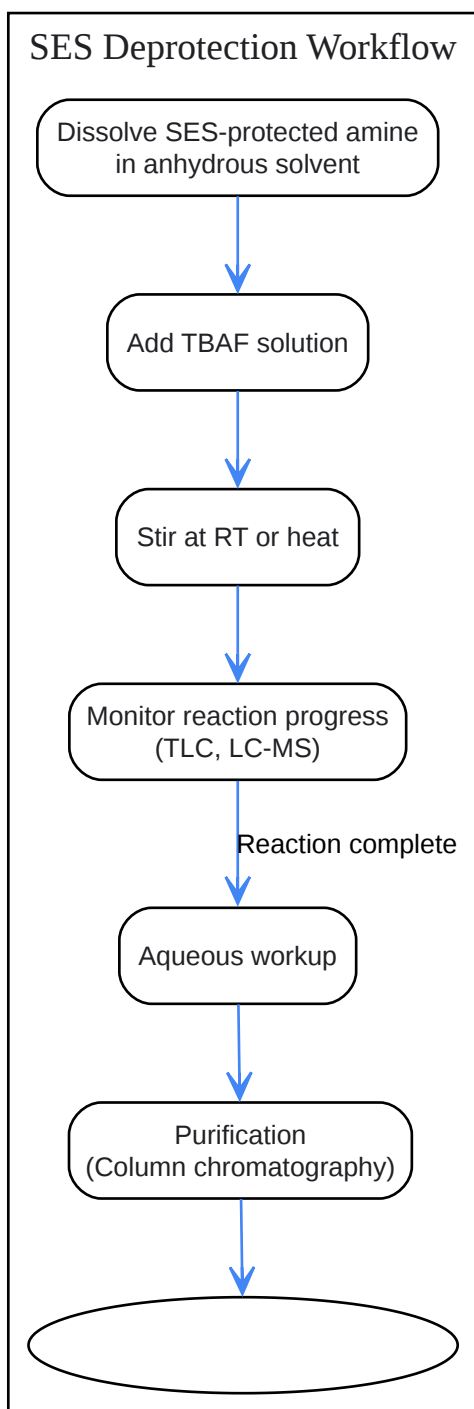 SES Deprotection Workflow
Dissolve SES-protected amine
in anhydrous solvent
Add TBAF solution
Stir at RT or heat
Monitor reaction progress
(TLC, LC-MS)
Reaction complete
Aqueous workup
Purification
(Column chromatography)